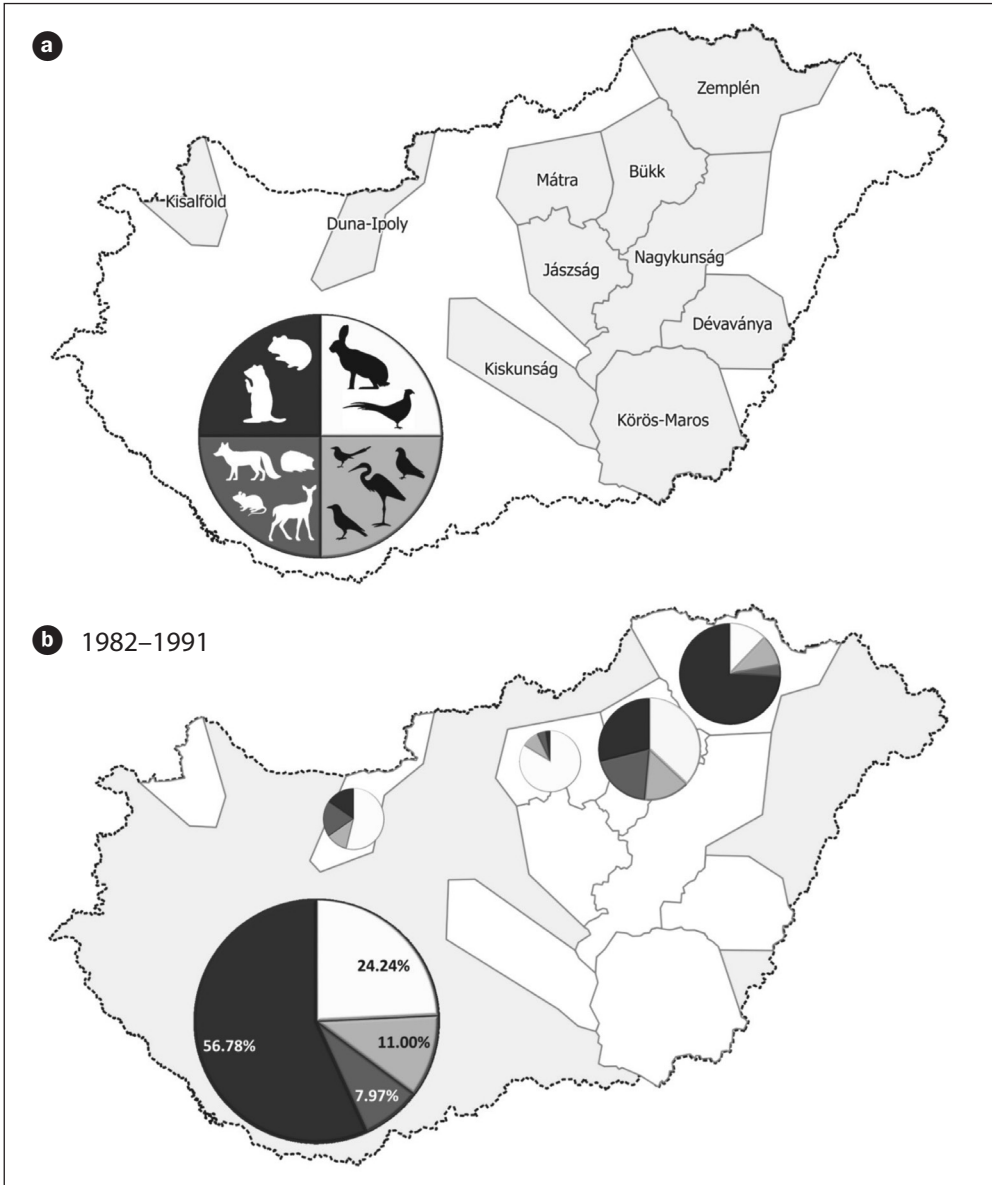 a
Zemplén
Bükk
Mátra
Kisalföld
Duna-Ipoly
Nagykunság
Jászság
Dévaványa
Kiskunság
Körös-Maros
b 1982–1991
24.24%
56.78%
11.00%
7.97%